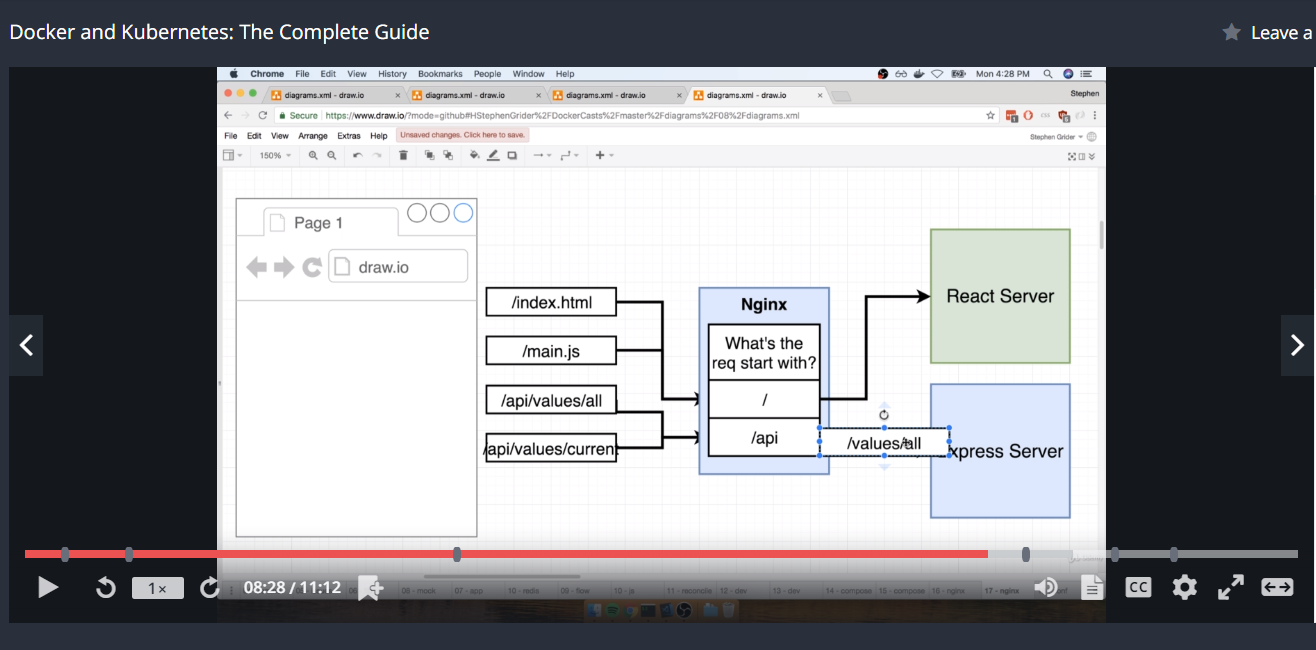 Docker and Kubernetes: The Complete Guide
Leave a
Chrome File Edit View History Bookmarks People Window Help
Mon 4:28 PM
diagrams.xml - draw.io
diagrams.xml - draw.io
diagrams.xml - draw.io
diagrams.xml - draw.io
Stephen
Secure https://www.draw.io/?mode=github#HStephenGrider%2FDockerCasts%2Fmaster%2Fdiagrams%2F08%2Fdiagrams.xml
File Edit View Arrange Extras Help Unsaved changes. Click here to save.
Stephen Grider
150%
Page 1
draw.io
/index.html
/main.js
/api/values/all
/api/values/current
Nginx
What's the
req start with?
/
/api
/values/all
React Server
xpress Server
1x
08:28 / 11:12
08 - mock 07 - app 10 - redis 09 - flow 10 - js 11 - reconcile 12 - dev 13 - dev 14 - compose 15 - compose 16 - nginx 17 - nginx
CC